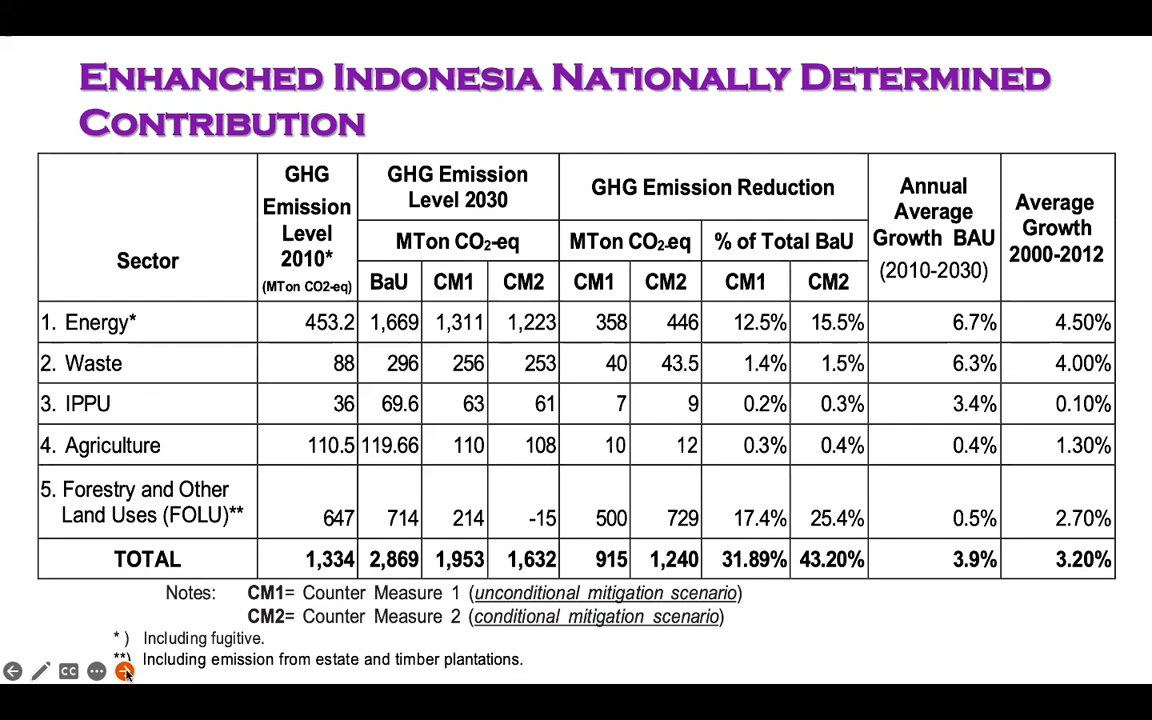 ENHANCHED INDONESIA NATIONALLY DETERMINED
CONTRIBUTION
Sector
GHG
Emission
Level
2010*
(MTon CO2-eq)
GHG Emission
Level 2030
GHG Emission Reduction
Annual
Average
Growth BAU
(2010-2030)
Average
Growth
2000-2012
MTon CO₂-eq
MTon CO₂-eq
% of Total BaU
BaU CM1 CM2 CM1 CM2 CM1 CM2
1. Energy* 453.2 1,669 1,311 1,223 358 446 12.5% 15.5% 6.7% 4.50%
2. Waste 88 296 256 253 40 43.5 1.4% 1.5% 6.3% 4.00%
3. IPPU 36 69.6 63 61 7 9 0.2% 0.3% 3.4% 0.10%
4. Agriculture 110.5 119.66 110 108 10 12 0.3% 0.4% 0.4% 1.30%
5. Forestry and Other
Land Uses (FOLU)** 647 714 214 -15 500 729 17.4% 25.4% 0.5% 2.70%
TOTAL 1,334 2,869 1,953 1,632 915 1,240 31.89% 43.20% 3.9% 3.20%
Notes: CM1= Counter Measure 1 (unconditional mitigation scenario)
CM2= Counter Measure 2 (conditional mitigation scenario)
* ) Including fugitive.
**) Including emission from estate and timber plantations.
CC